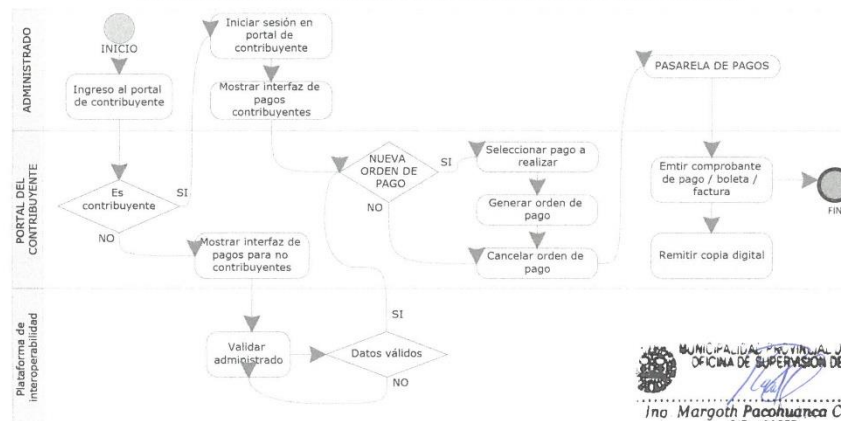 ADMINISTRADO
INICIO
Ingreso al portal
de contribuyente
Iniciar sesión en
portal de
contribuyente
Mostrar interfaz de
pagos
contribuyentes
PASARELA DE PAGOS
PORTAL DEL
CONTRIBUYENTE
Es
contribuyente
SI
NO
Mostrar interfaz de
pagos para no
contribuyentes
NUEVA
ORDEN DE
PAGO
SI
NO
Seleccionar pago a
realizar
Generar orden de
pago
Cancelar orden de
pago
Emtir comprobante
de pago / boleta /
factura
FIN
Remitir copia digital
Plataforma de
interoperabilidad
Validar
administrado
Datos válidos
SI
NO
MUNICIPALIDAD PROVINCIAL
OFICINA DE SUPERVISIÓN DE
Ing Margoth Pacohuanca C